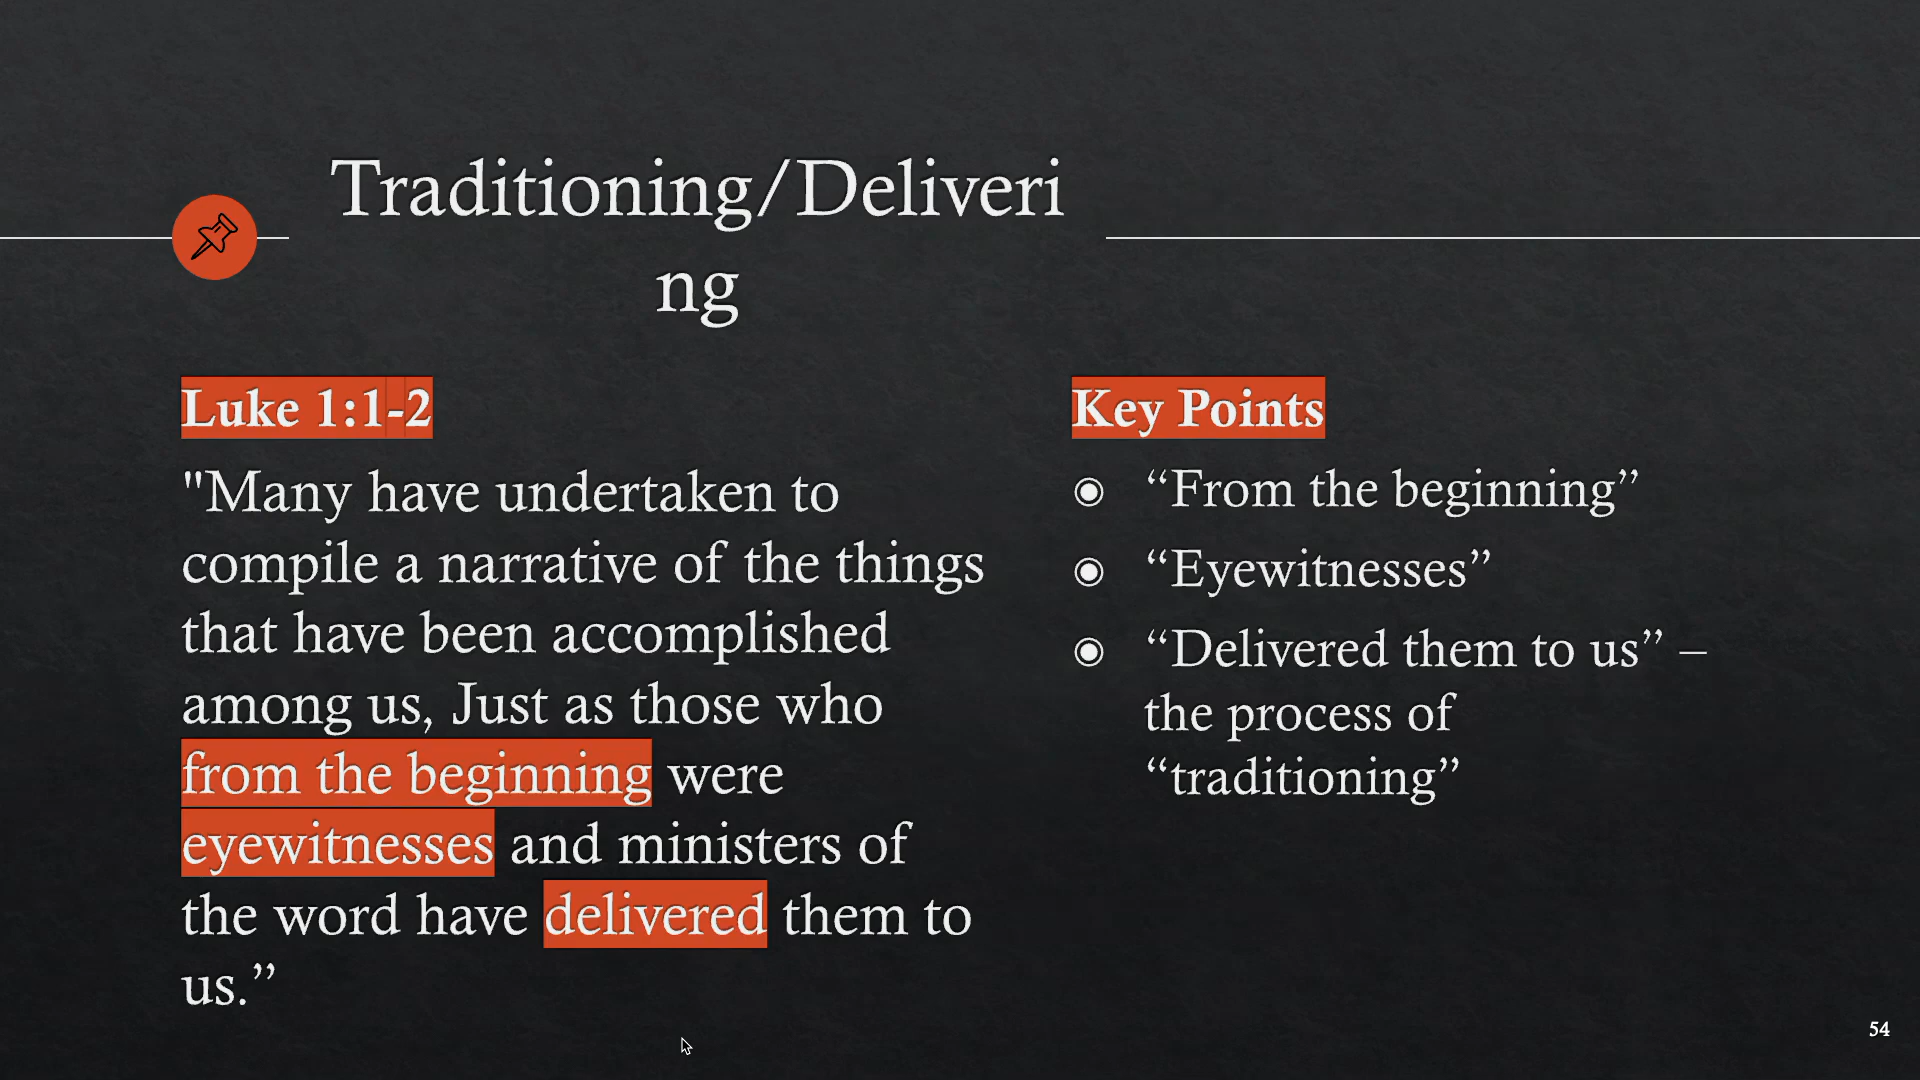 Traditioning/Deliveri
ng
Luke 1:1-2
"Many have undertaken to
compile a narrative of the things
that have been accomplished
among us, Just as those who
from the beginning were
eyewitnesses and ministers of
the word have delivered them to
us.”
Key Points
“From the beginning”
“Eyewitnesses”
“Delivered them to us” –
the process of
“traditioning”
54